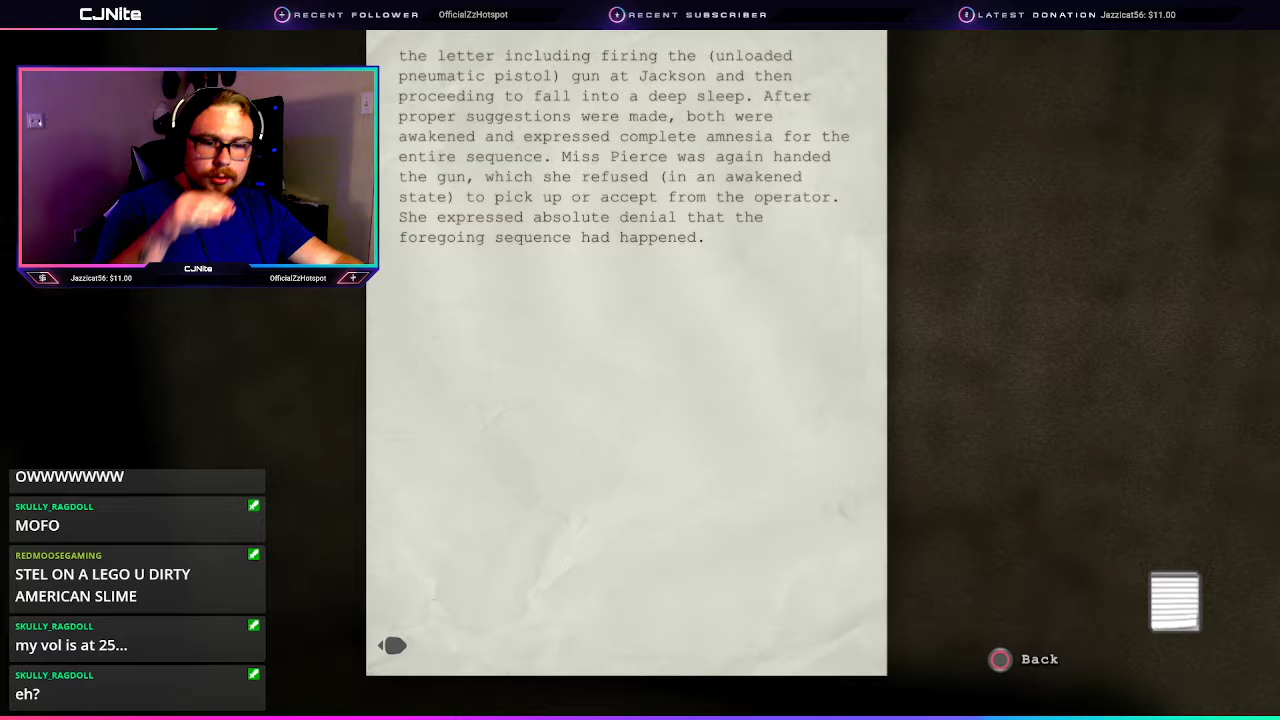 CJNite
RECENT FOLLOWER
OfficialZzHotspot
RECENT SUBSCRIBER
LATEST DONATION
Jazzicat56: $11.00
the letter including firing the (unloaded
pneumatic pistol) gun at Jackson and then
proceeding to fall into a deep sleep. After
proper suggestions were made, both were
awakened and expressed complete amnesia for the
entire sequence. Miss Pierce was again handed
the gun, which she refused (in an awakened
state) to pick up or accept from the operator.
She expressed absolute denial that the
foregoing sequence had happened.
CJNite
Jazzicat56: $11.00
OfficialZzHotspot
OWWWWWWW
SKULLY_RAGDOLL
MOFO
REDMOOSEGAMING
STEL ON A LEGO U DIRTY
AMERICAN SLIME
SKULLY_RAGDOLL
my vol is at 25...
SKULLY_RAGDOLL
eh?
Back